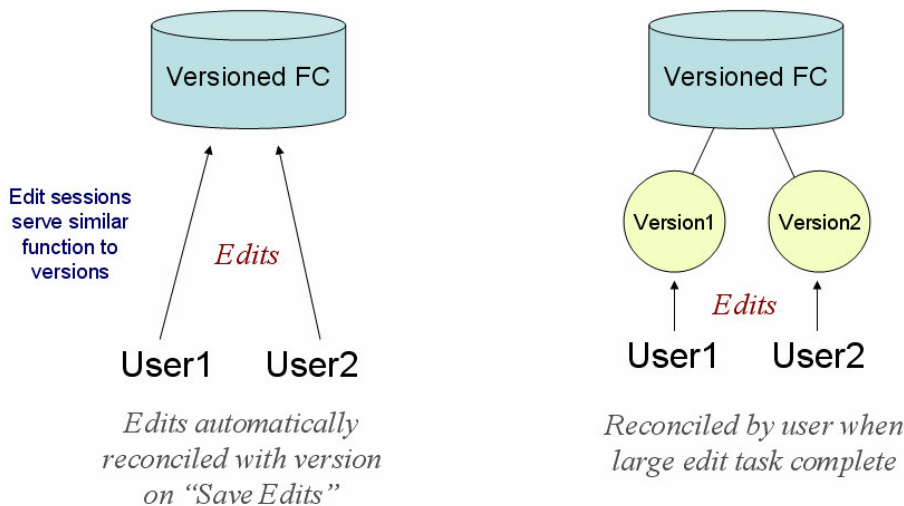 Versioned FC
Edit sessions
serve similar
function to
versions
Edits
User1
User2
Edits automatically
reconciled with version
on “Save Edits”
Versioned FC
Version1
Version2
Edits
User1
User2
Reconciled by user when
large edit task complete